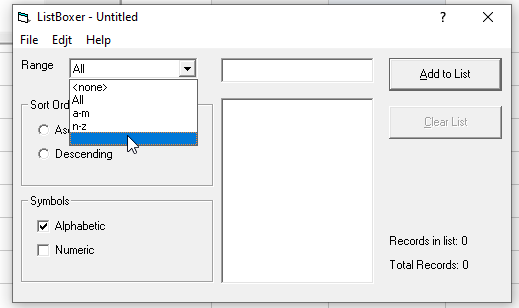 ListBoxer - Untitled
?
File Edjt Help
Range
All
Add to List
<none>
All
a-m
n-z
Sort Ord
Asc
Descending
Clear List
Symbols
Alphabetic
Numeric
Records in list: 0
Total Records: 0